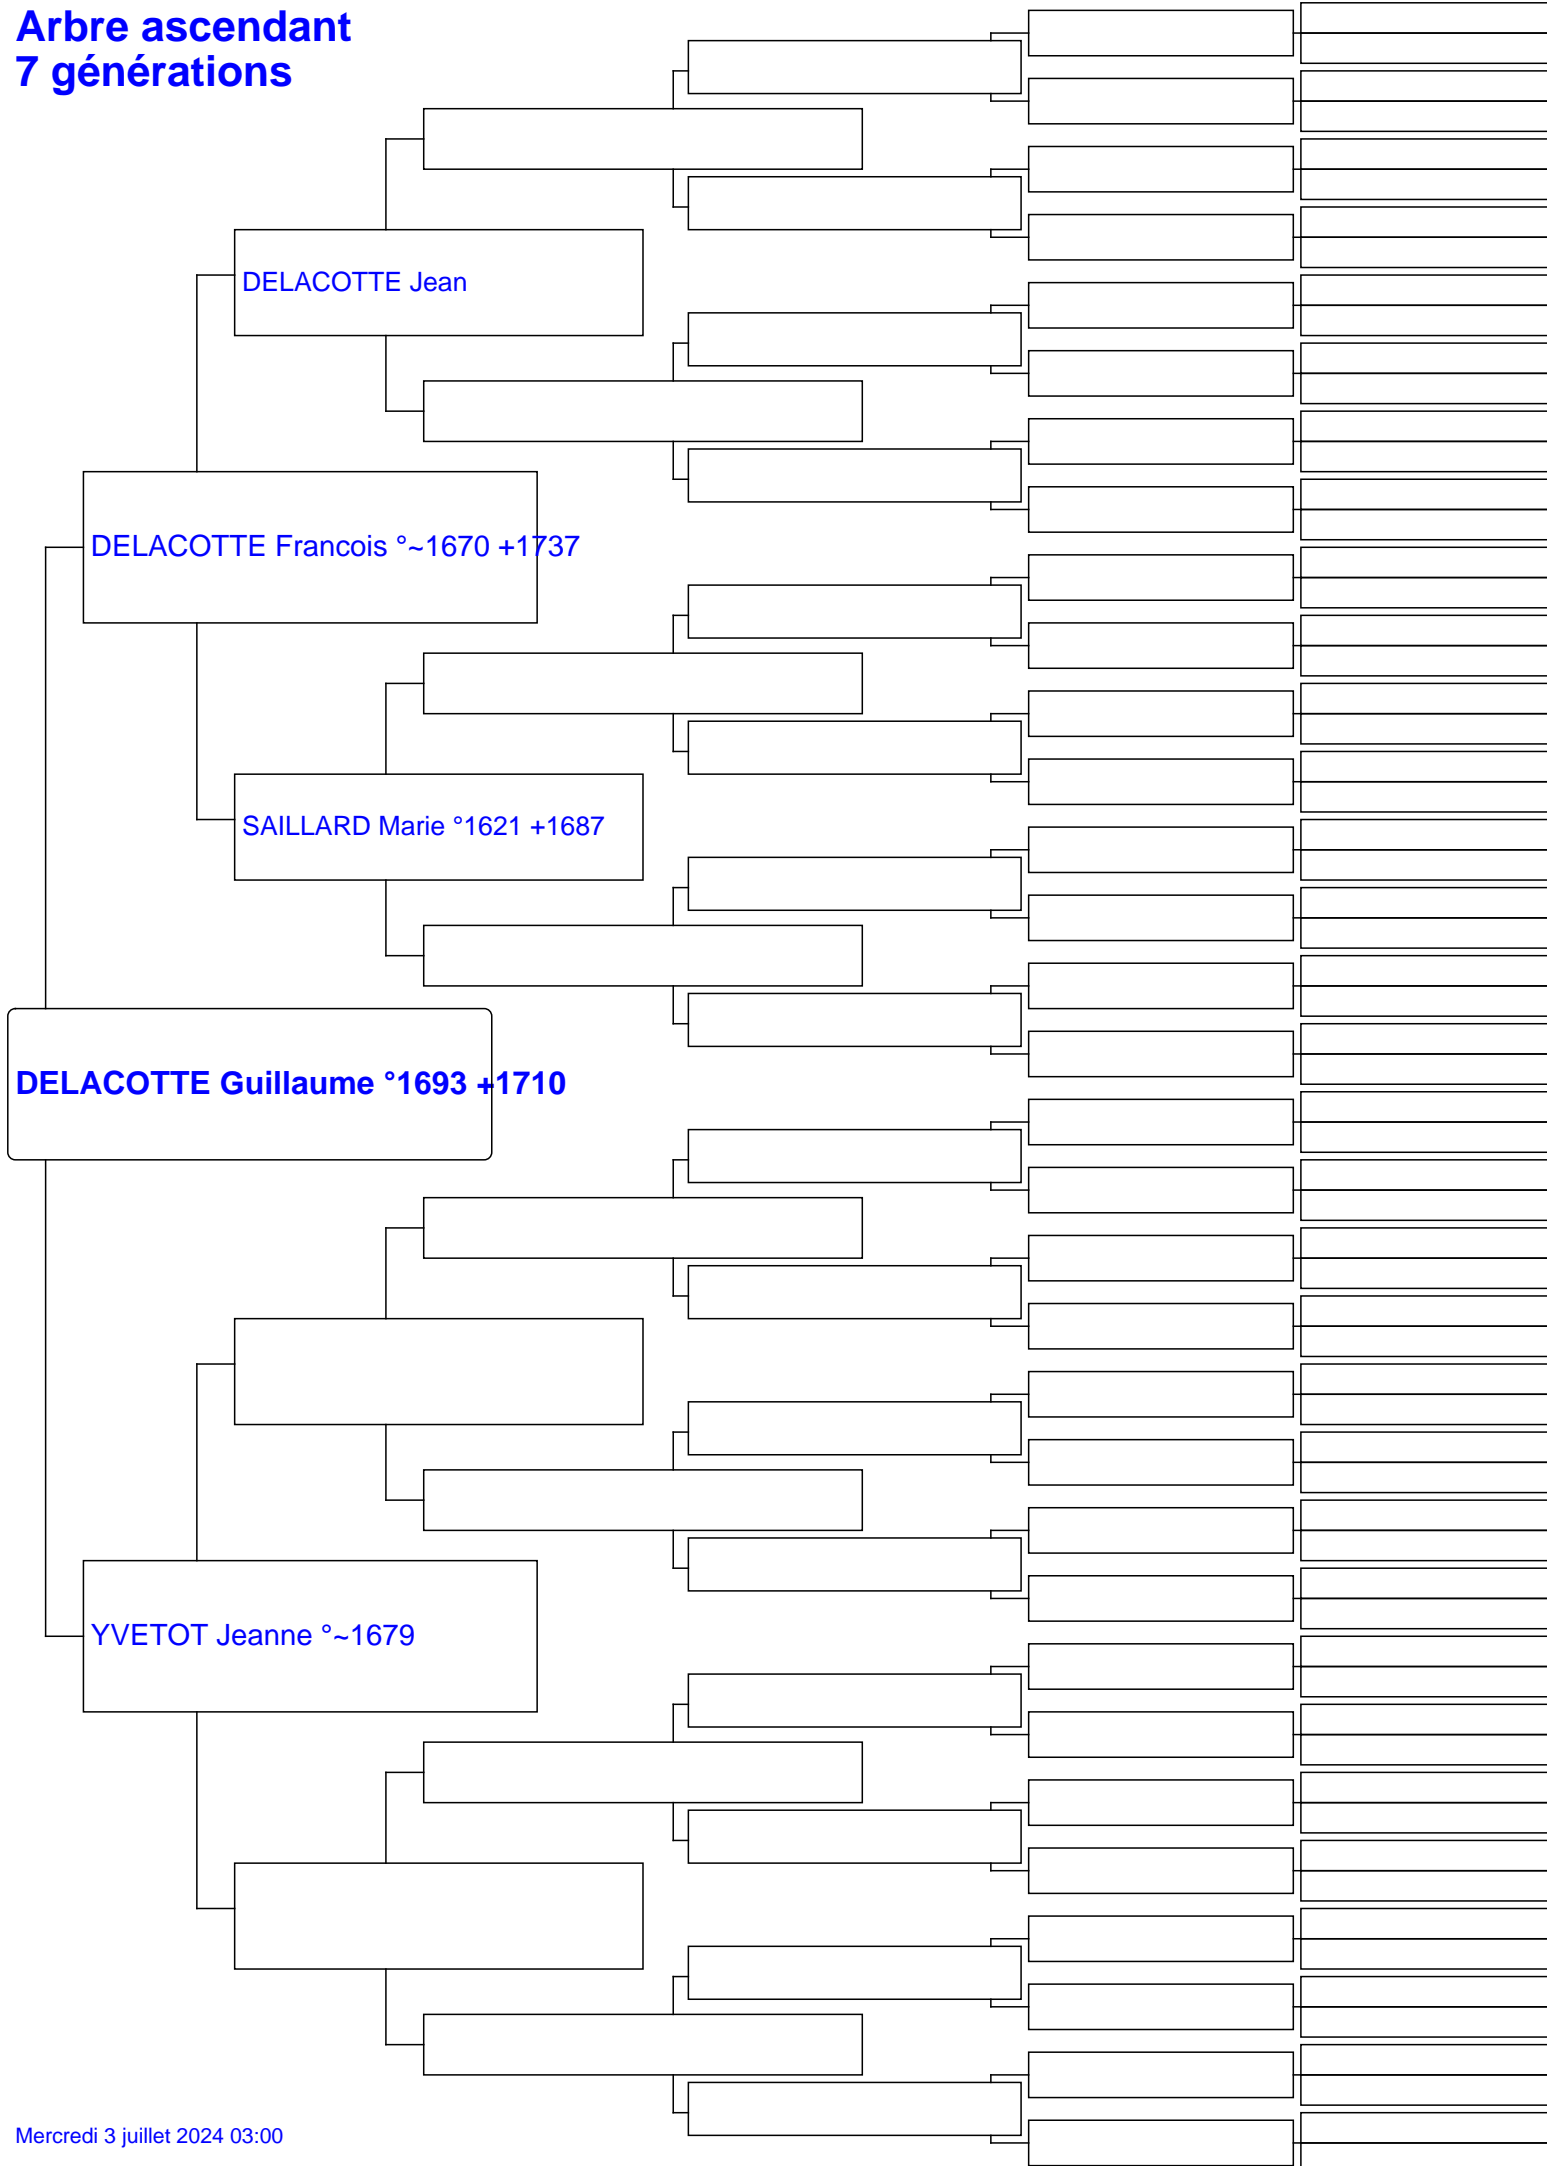 Arbre ascendant
7 générations
DELACOTTE Jean
DELACOTTE Francois °~1670 +1737
SAILLARD Marie °1621 +1687
DELACOTTE Guillaume °1693 +1710
YVETOT Jeanne °~1679
Mercredi 3 juillet 2024 03:00